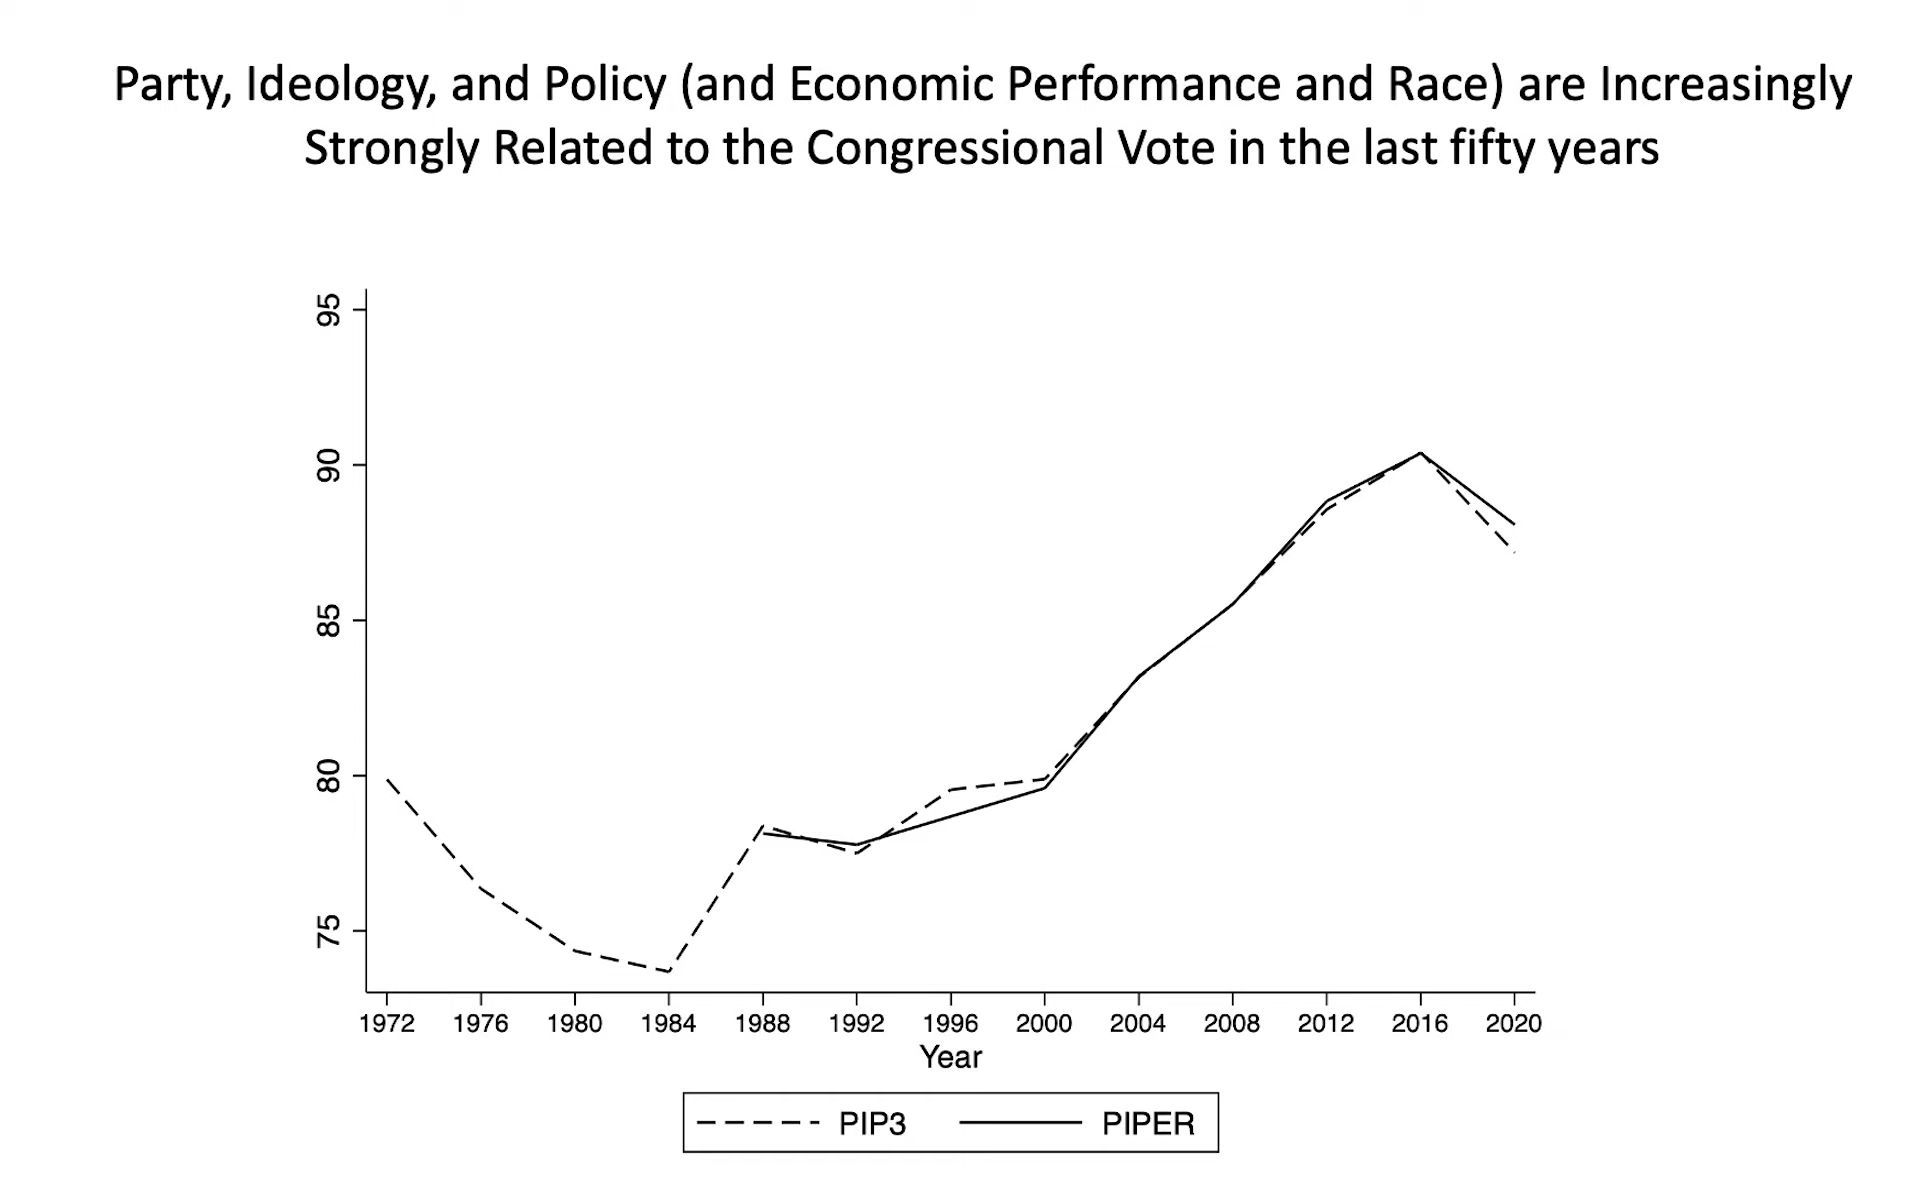 Party, Ideology, and Policy (and Economic Performance and Race) are Increasingly
Strongly Related to the Congressional Vote in the last fifty years
95
90
85
80
75
1972 1976 1980 1984 1988 1992 1996 2000 2004 2008 2012 2016 2020
Year
PIP3 PIPER